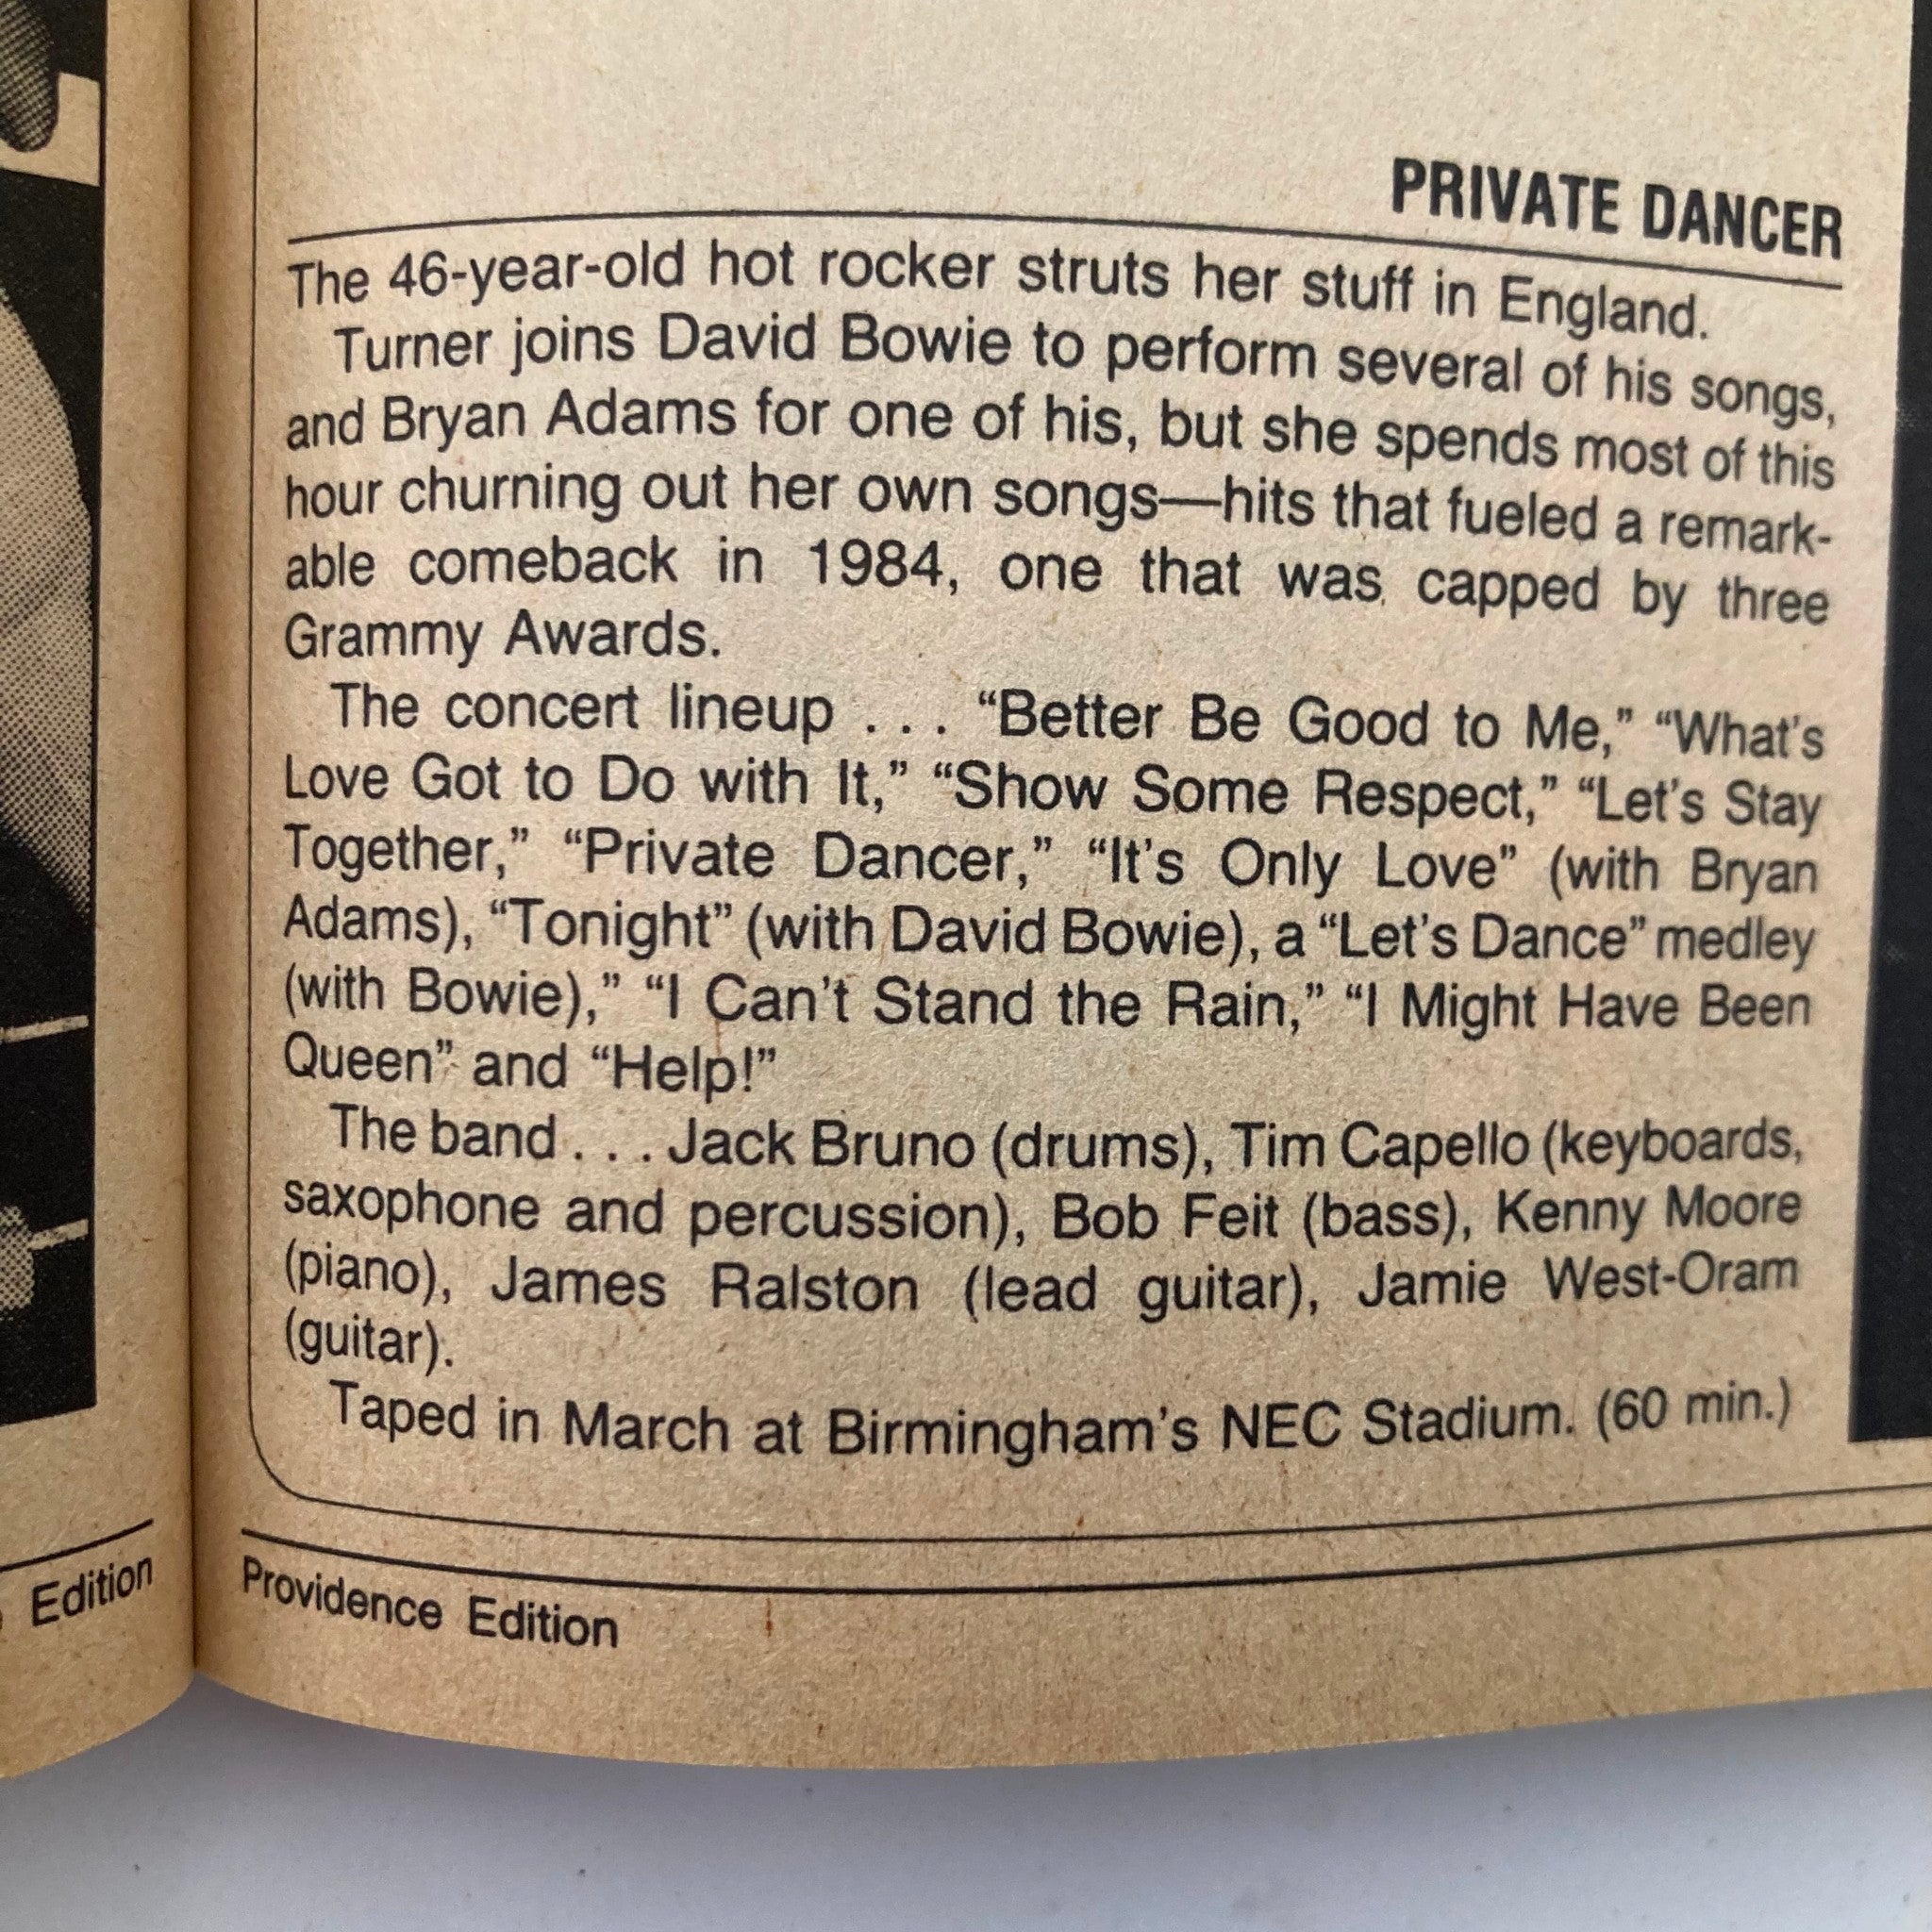 PRIVATE DANCER
The 46-year-old hot rocker struts her stuff in England.
Turner joins David Bowie to perform several of his songs,
and Bryan Adams for one of his, but she spends most of this
hour churning out her own songs—hits that fueled a remark-
able comeback in 1984, one that was capped by three
Grammy Awards.
The concert lineup . . . “Better Be Good to Me,” “What's
Love Got to Do with It,” “Show Some Respect,” “Let's Stay
Together,” “Private Dancer,” “It's Only Love” (with Bryan
Adams), “Tonight” (with David Bowie), a “Let's Dance” medley
(with Bowie),” “I Can't Stand the Rain,” “I Might Have Been
Queen” and “Help!”
The band . . . Jack Bruno (drums), Tim Capello (keyboards,
saxophone and percussion), Bob Feit (bass), Kenny Moore
(piano), James Ralston (lead guitar), Jamie West-Oram
(guitar).
Taped in March at Birmingham's NEC Stadium. (60 min.)
Edition
Providence Edition